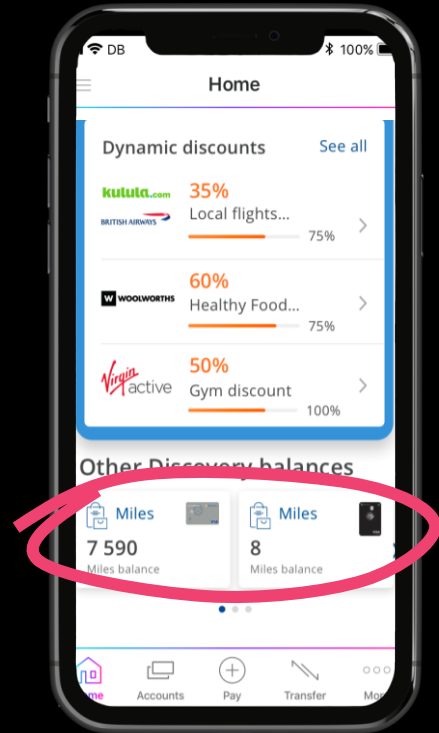 DB
100%
Home
Dynamic discounts
See all
kulula.com
BRITISH AIRWAYS
35%
Local flights...
75%
W WOOLWORTHS
60%
Healthy Food...
75%
Virgin active
50%
Gym discount
100%
Other Discovery balances
Miles
7 590
Miles balance
Miles
8
Miles balance
Accounts
Pay
Transfer